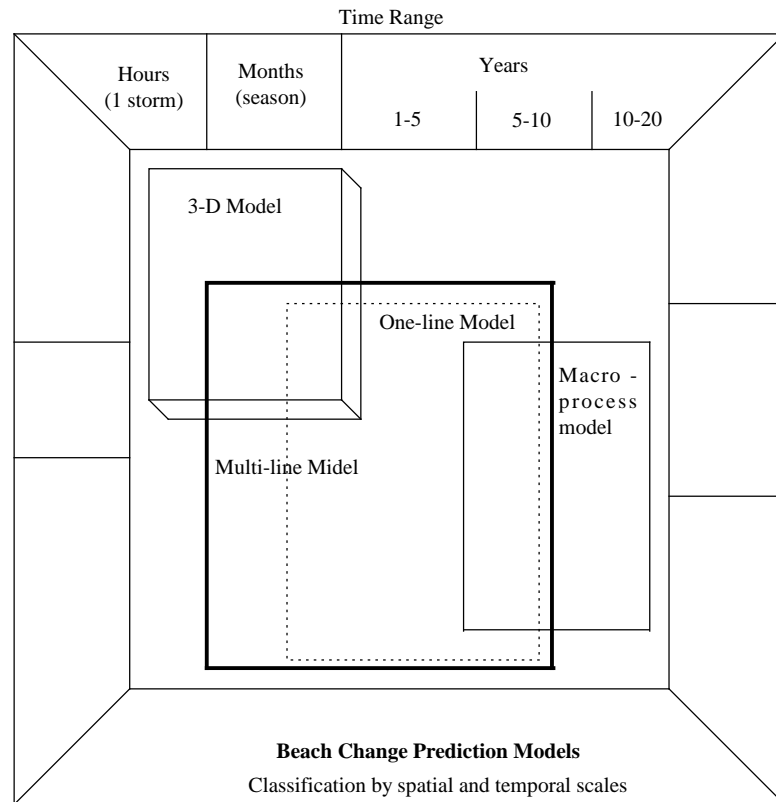 Time Range
Hours
(1 storm)
Months
(season)
Years
1-5
5-10
10-20
3-D Model
One-line Model
Macro -
process
model
Multi-line Midel
Beach Change Prediction Models
Classification by spatial and temporal scales